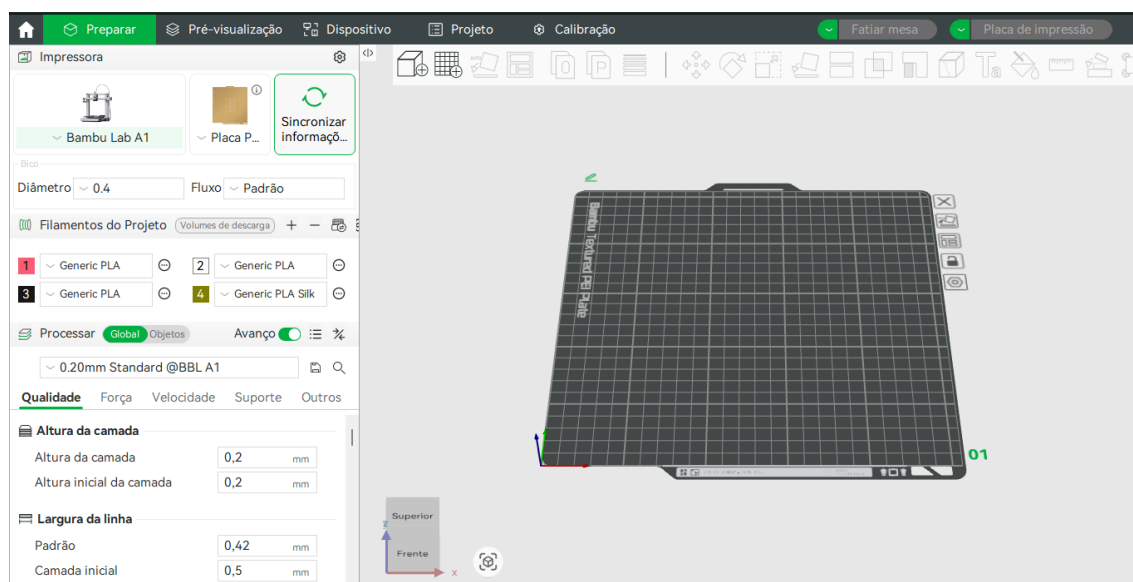 Preparar Pré-visualização Dispositivo Projeto Calibração Fatiar mesa Placa de impressão
Impressora
Bambu Lab A1
Placa P...
Sincronizar
informaçõ...
Bico
Diâmetro 0.4 Fluxo Padrão
Filamentos do Projeto Volumes de descarga
1 Generic PLA 2 Generic PLA
3 Generic PLA 4 Generic PLA Silk
Processar Global Objetos Avanço
0.20mm Standard @BBL A1
Qualidade Força Velocidade Suporte Outros
Altura da camada
Altura da camada 0,2 mm
Altura inicial da camada 0,2 mm
Largura da linha
Padrão 0,42 mm
Camada inicial 0,5 mm
Bambu Textured PEI Plate
01
Superior
Frente
z
x